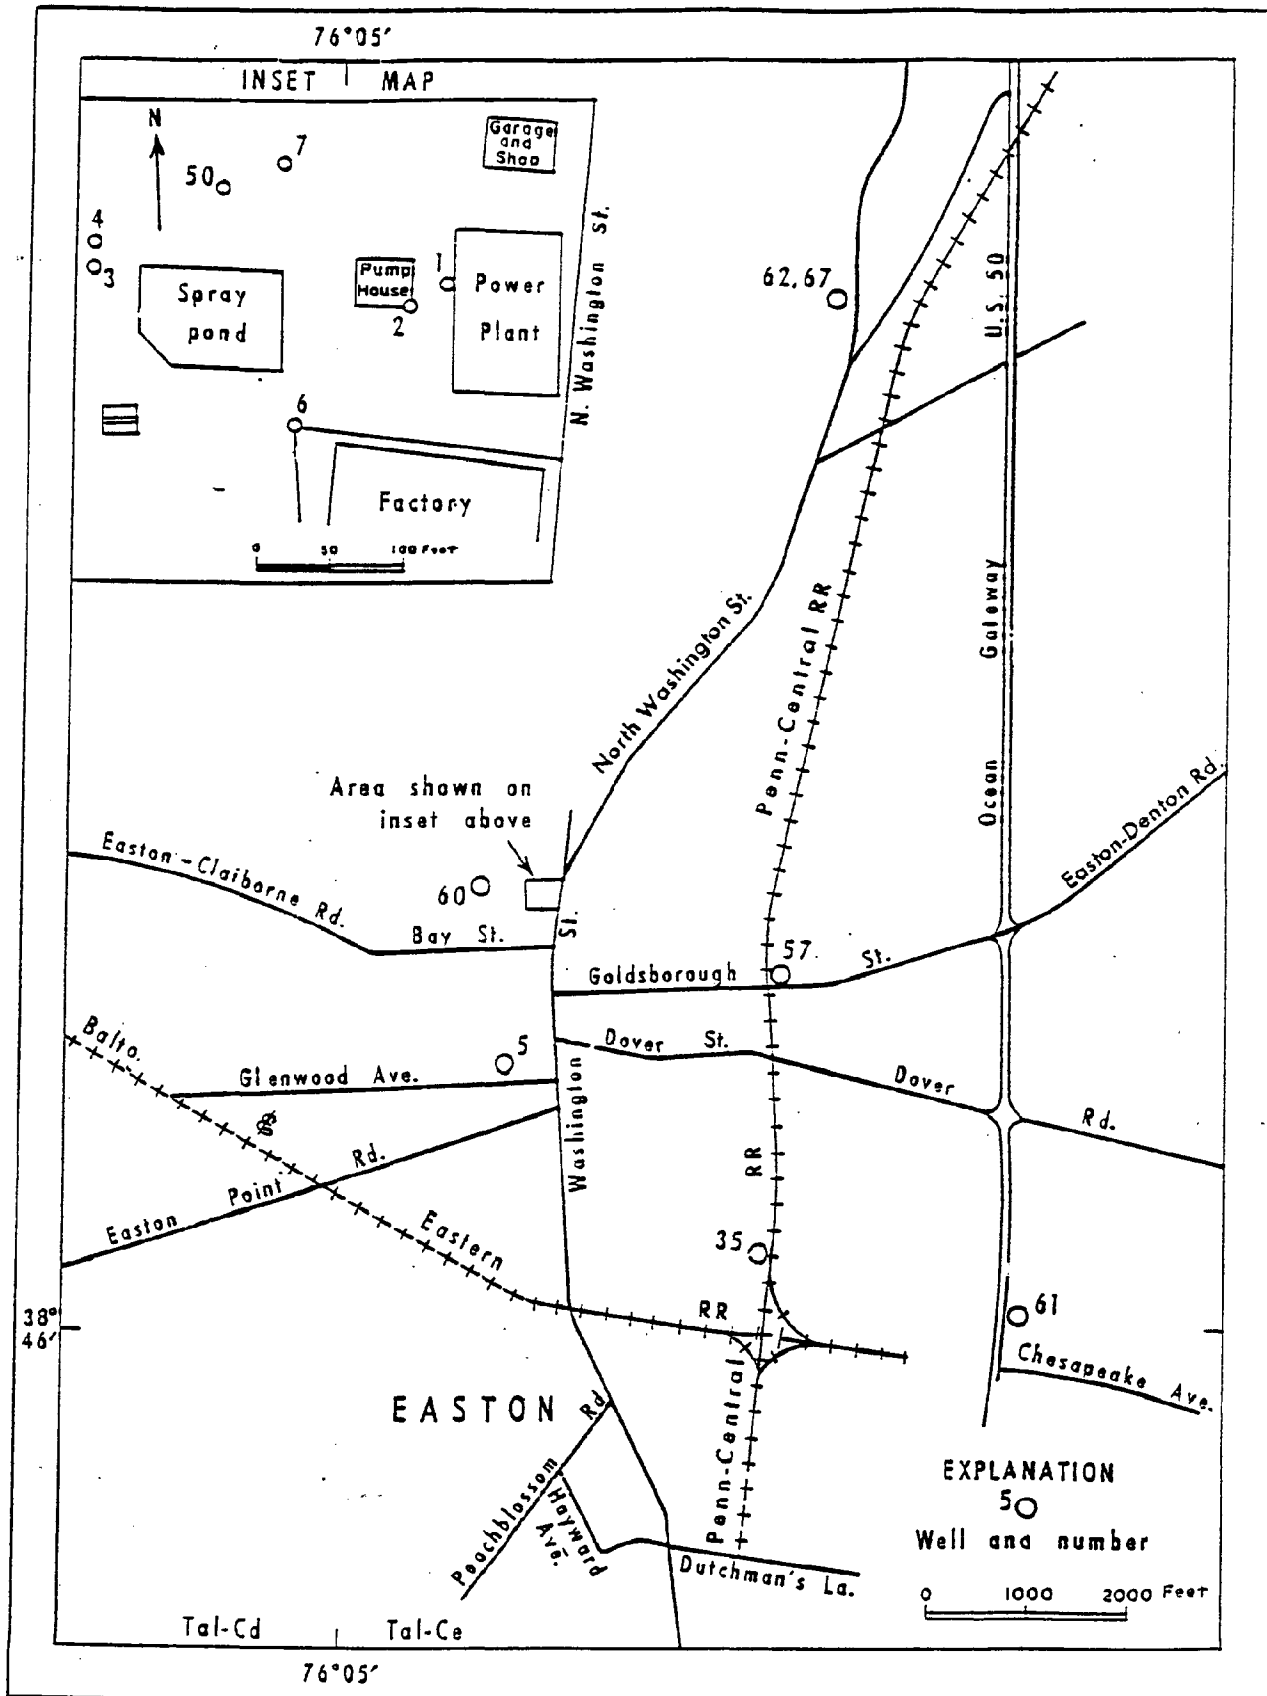 76°05′
INSET MAP
N
7
50
4
3
Garage
and
Shop
Spray
pond
Pump
House
1
2
Power
Plant
N. Washington St.
6
Factory
0 50 100 Feet
62,67
U.S. 50
Ocean Gateway
North Washington St.
Penn-Central RR
Area shown on
inset above
Easton-Claiborne Rd.
60
Bay St.
St.
Easton-Denton Rd.
57
Goldsborough St.
Balto.
5
Dover St.
Glenwood Ave.
Dover Rd.
Washington
Easton Point Rd.
RR
Eastern
35
RR
61
38°
46′
Chesapeake Ave.
EASTON
Penn-Central
Peachblossom Rd
Hayward
Ave.
Dutchman's La.
EXPLANATION
5
Well and number
0 1000 2000 Feet
Tal-Cd Tal-Ce
76°05′